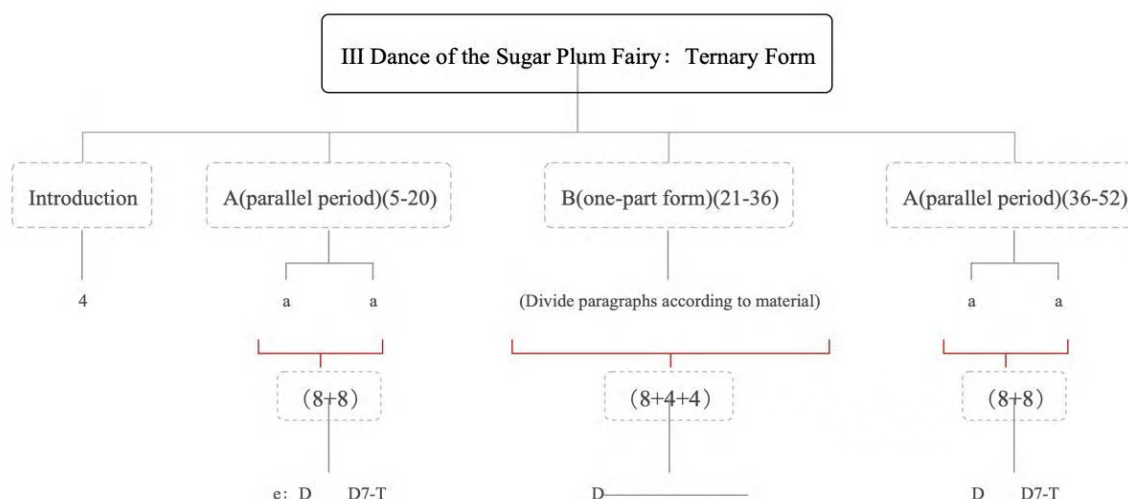 III Dance of the Sugar Plum Fairy: Ternary Form
Introduction
A(parallel period)(5-20)
B(one-part form)(21-36)
A(parallel period)(36-52)
4
a a
(Divide paragraphs according to material)
a a
(8+8)
(8+4+4)
(8+8)
e: D D7-T
D
D D7-T